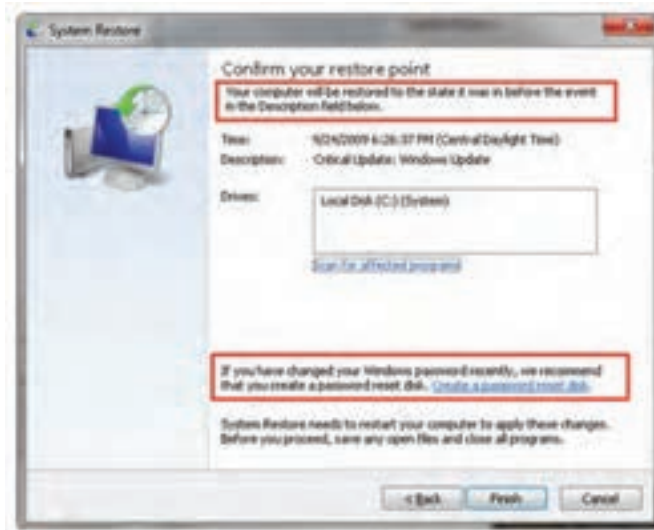 System Restore
Confirm your restore point
Your computer will be restored to the state it was in before the event
in the Description field below.
Time: 9/24/2009 6:26:37 PM (Central Daylight Time)
Description: Critical Update: Windows Update
Drives: Local Disk (C:) (System)
Scan for affected programs
If you have changed your Windows password recently, we recommend
that you create a password reset disk. Create a password reset disk.
System Restore needs to restart your computer to apply these changes.
Before you proceed, save any open files and close all programs.
< Back Finish Cancel